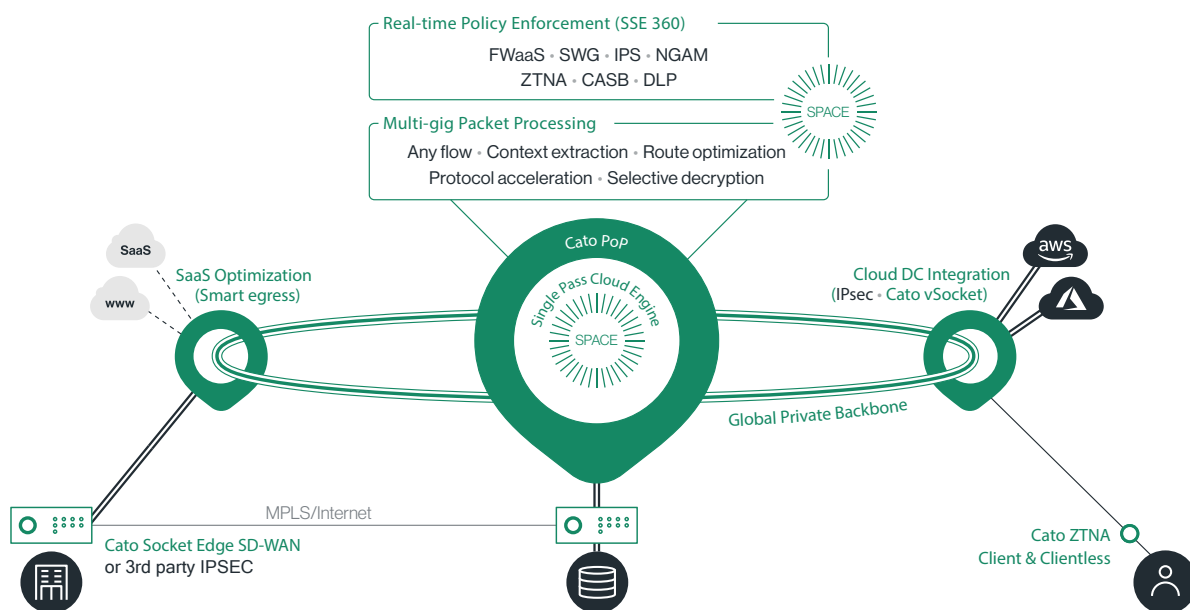 Real-time Policy Enforcement (SSE 360)
FWaaS • SWG • IPS • NGAM
ZTNA • CASB • DLP
SPACE
Multi-gig Packet Processing
Any flow • Context extraction • Route optimization
Protocol acceleration • Selective decryption
Cato PoP
Single Pass Cloud Engine
SPACE
SaaS
www
SaaS Optimization
(Smart egress)
Cloud DC Integration
(IPsec • Cato vSocket)
aws
Global Private Backbone
MPLS/Internet
Cato Socket Edge SD-WAN
or 3rd party IPSEC
Cato ZTNA
Client & Clientless